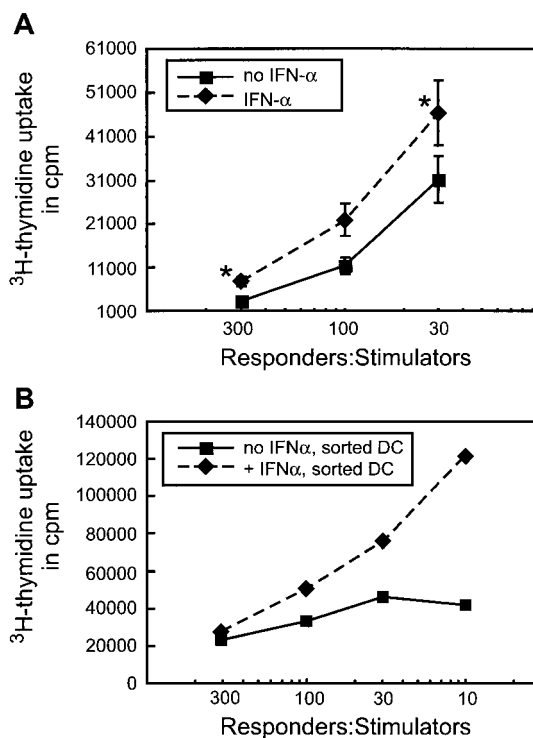 A
61000
51000
41000
31000
21000
11000
1000
³H-thymidine uptake
in cpm
no IFN-α
IFN-α
*
*
300
100
30
Responders:Stimulators
B
140000
120000
100000
80000
60000
40000
20000
0
³H-thymidine uptake
in cpm
no IFNα, sorted DC
+ IFNα, sorted DC
300
100
30
10
Responders:Stimulators